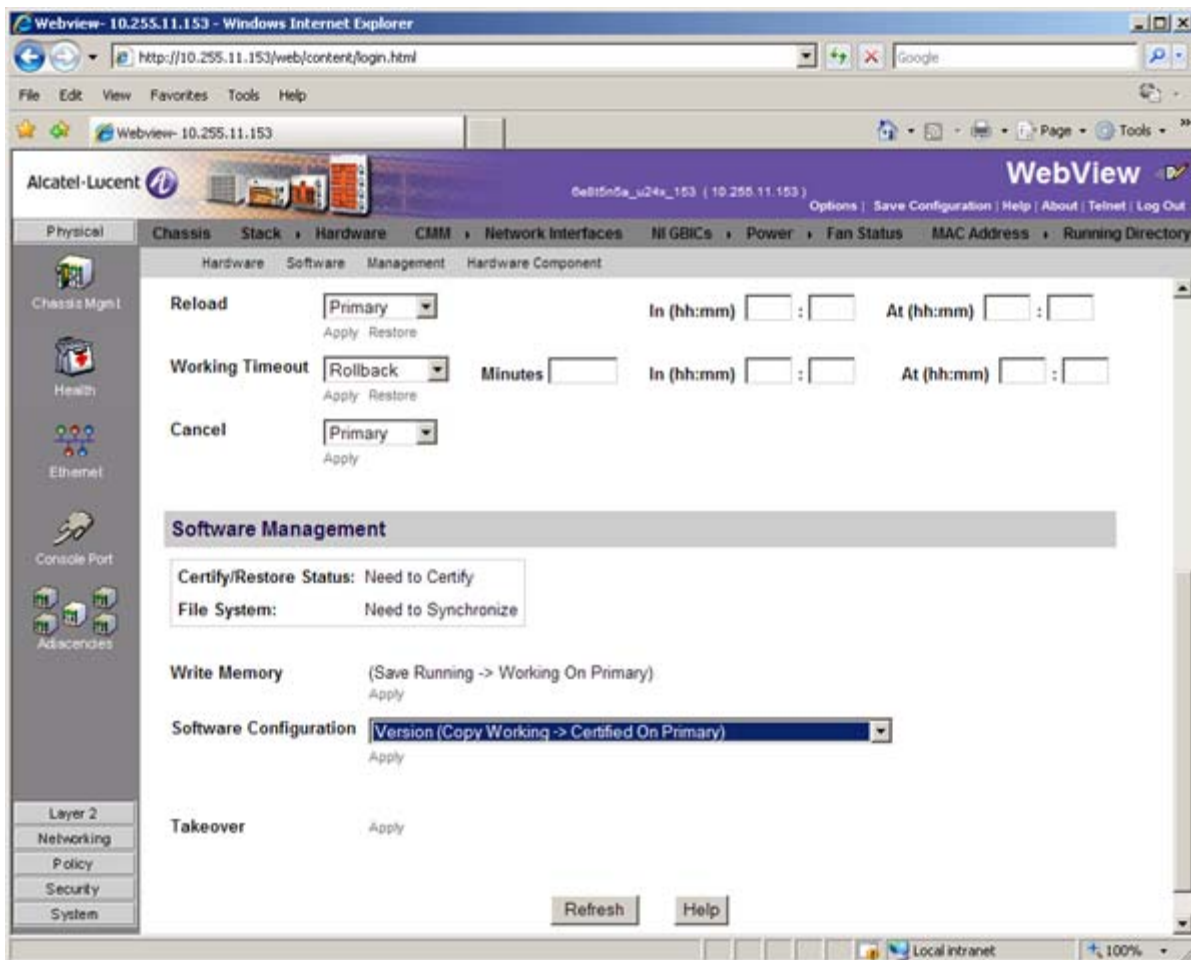 Webview- 10.255.11.153 - Windows Internet Explorer
http://10.255.11.153/web/content/login.html
Google
File Edit View Favorites Tools Help
Webview- 10.255.11.153
Page Tools
Alcatel-Lucent
WebView
(10.255.11.153)
Options | Save Configuration | Help | About | Telnet | Log Out
Physical
Chassis Stack Hardware CMM Network Interfaces NI GBICs Power Fan Status MAC Address Running Directory
Hardware Software Management Hardware Component
Chassis Mgmt
Health
Ethernet
Console Port
Adjacencies
Reload Primary In (hh:mm) : At (hh:mm) :
Apply Restore
Working Timeout Rollback Minutes In (hh:mm) : At (hh:mm) :
Apply Restore
Cancel Primary
Apply
Software Management
Certify/Restore Status: Need to Certify
File System: Need to Synchronize
Write Memory (Save Running -> Working On Primary)
Apply
Software Configuration Version (Copy Working -> Certified On Primary)
Apply
Takeover Apply
Layer 2
Networking
Policy
Security
System
Refresh Help
Local intranet 100%